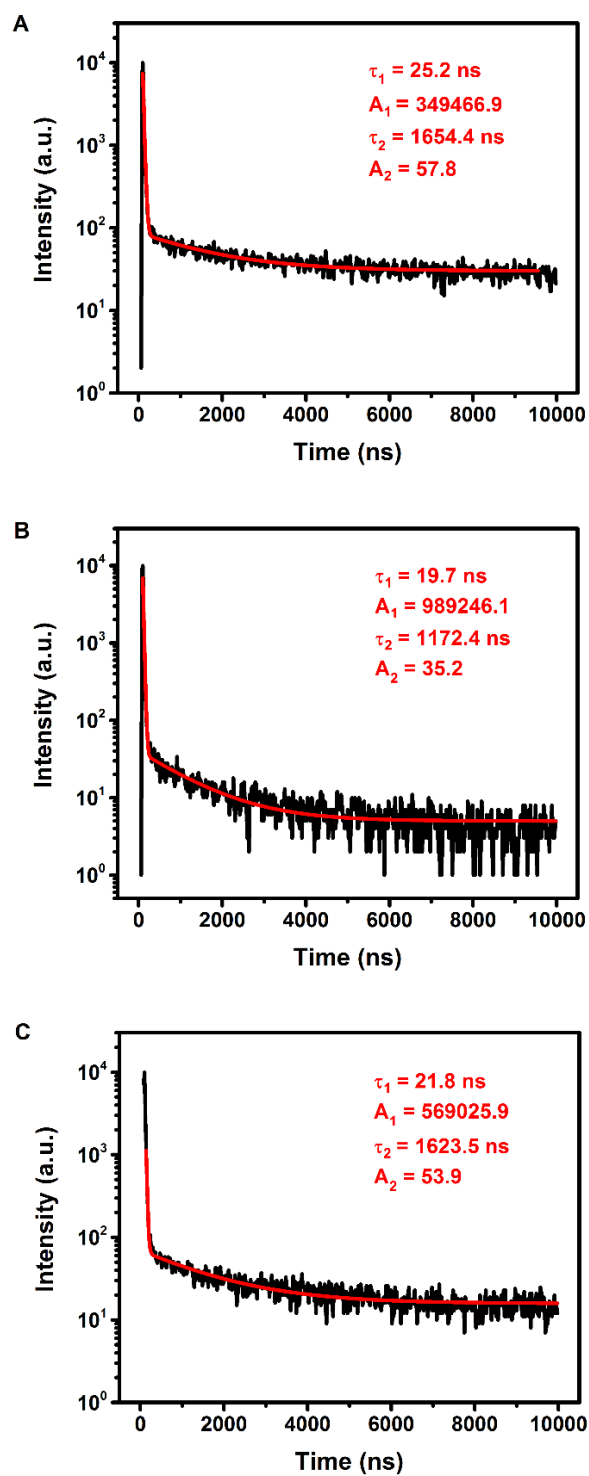 A
10⁴
10³
10²
10¹
10⁰
Intensity (a.u.)
τ₁ = 25.2 ns
A₁ = 349466.9
τ₂ = 1654.4 ns
A₂ = 57.8
0 2000 4000 6000 8000 10000
Time (ns)
B
10⁴
10³
10²
10¹
10⁰
Intensity (a.u.)
τ₁ = 19.7 ns
A₁ = 989246.1
τ₂ = 1172.4 ns
A₂ = 35.2
0 2000 4000 6000 8000 10000
Time (ns)
C
10⁴
10³
10²
10¹
10⁰
Intensity (a.u.)
τ₁ = 21.8 ns
A₁ = 569025.9
τ₂ = 1623.5 ns
A₂ = 53.9
0 2000 4000 6000 8000 10000
Time (ns)